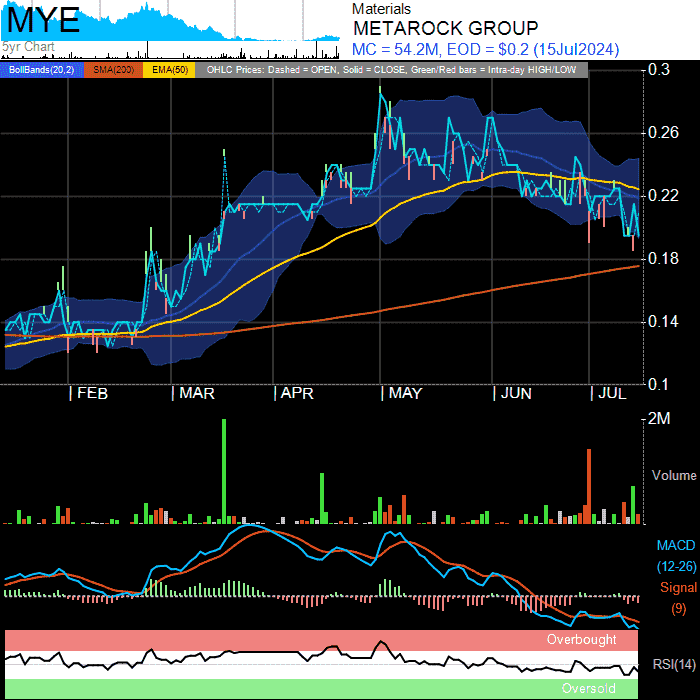 MYE
5yr Chart
Materials
METAROCK GROUP
MC = 54.2M, EOD = $0.2 (15Jul2024)
BollBands(20,2) SMA(200) EMA(50) OHLC Prices: Dashed = OPEN, Solid = CLOSE, Green/Red bars = Intra-day HIGH/LOW
0.3
0.26
0.22
0.18
0.14
0.1
FEB MAR APR MAY JUN JUL
2M
Volume
MACD
(12-26)
Signal
(9)
Overbought
RSI(14)
Oversold